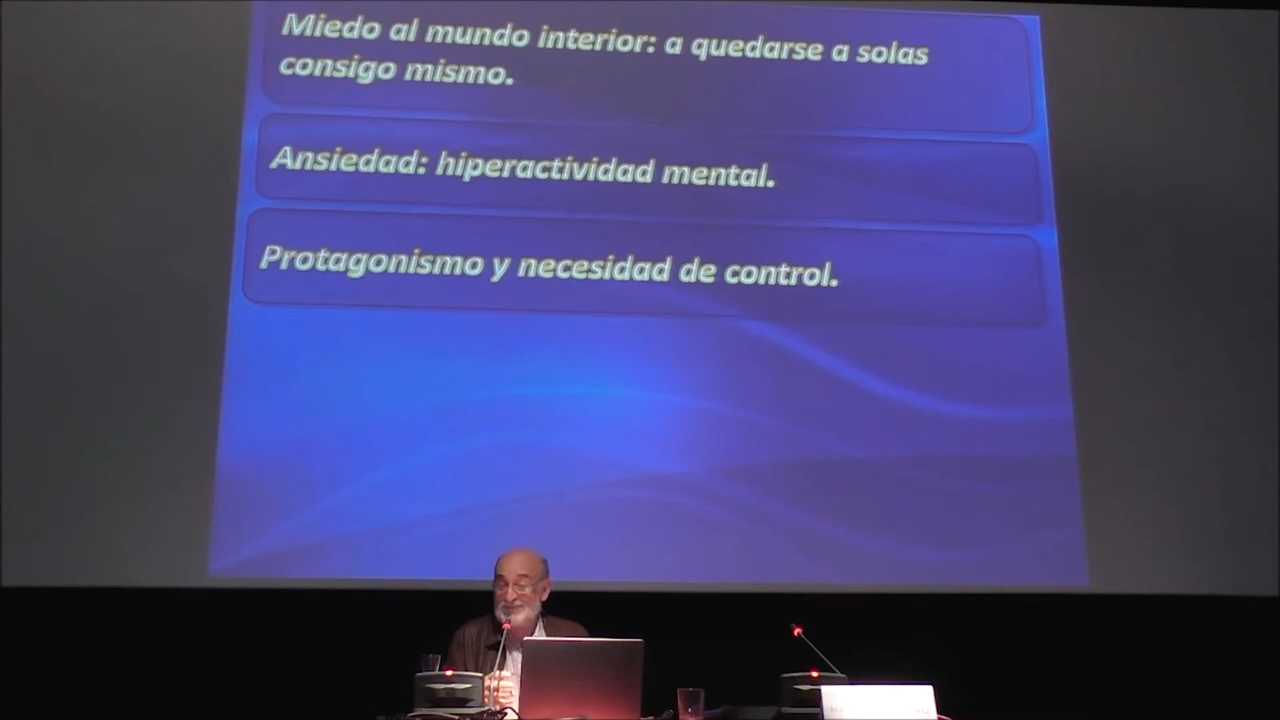 Miedo al mundo interior: a quedarse a solas
consigo mismo.
Ansiedad: hiperactividad mental.
Protagonismo y necesidad de control.